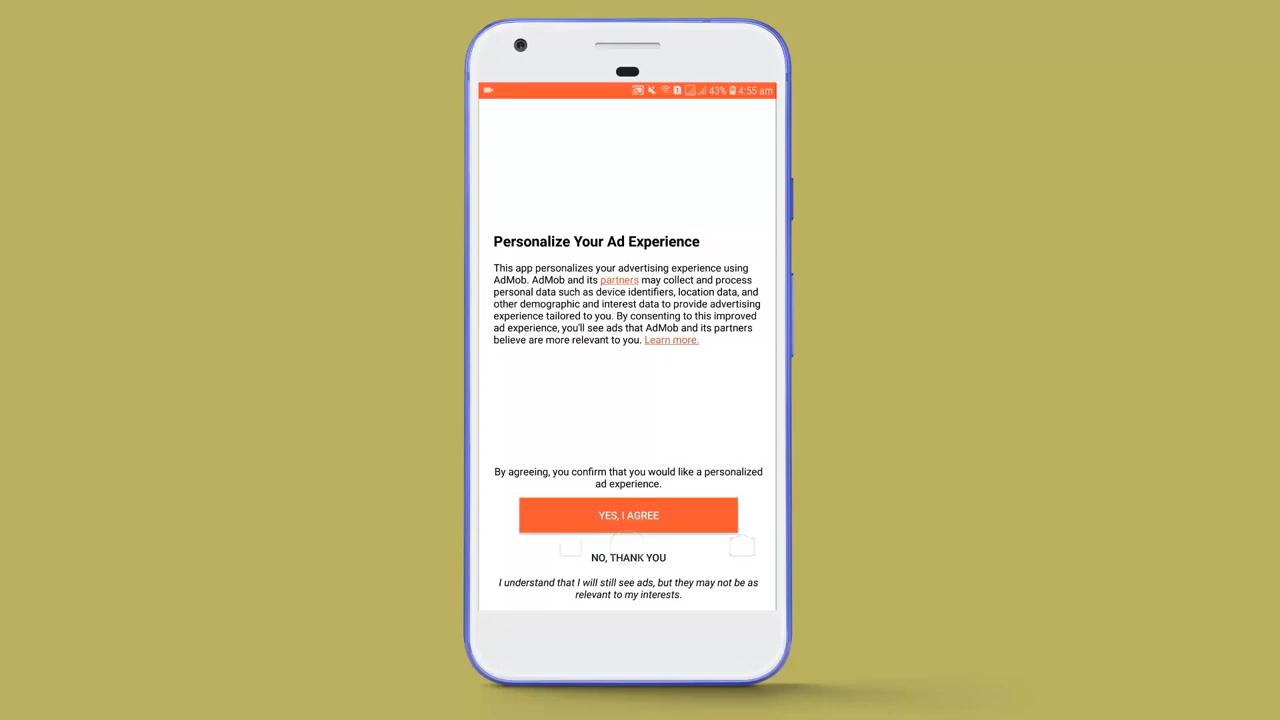 43% 4:55 am
Personalize Your Ad Experience
This app personalizes your advertising experience using
AdMob. AdMob and its partners may collect and process
personal data such as device identifiers, location data, and
other demographic and interest data to provide advertising
experience tailored to you. By consenting to this improved
ad experience, you'll see ads that AdMob and its partners
believe are more relevant to you. Learn more.
By agreeing, you confirm that you would like a personalized
ad experience.
YES, I AGREE
NO, THANK YOU
I understand that I will still see ads, but they may not be as
relevant to my interests.